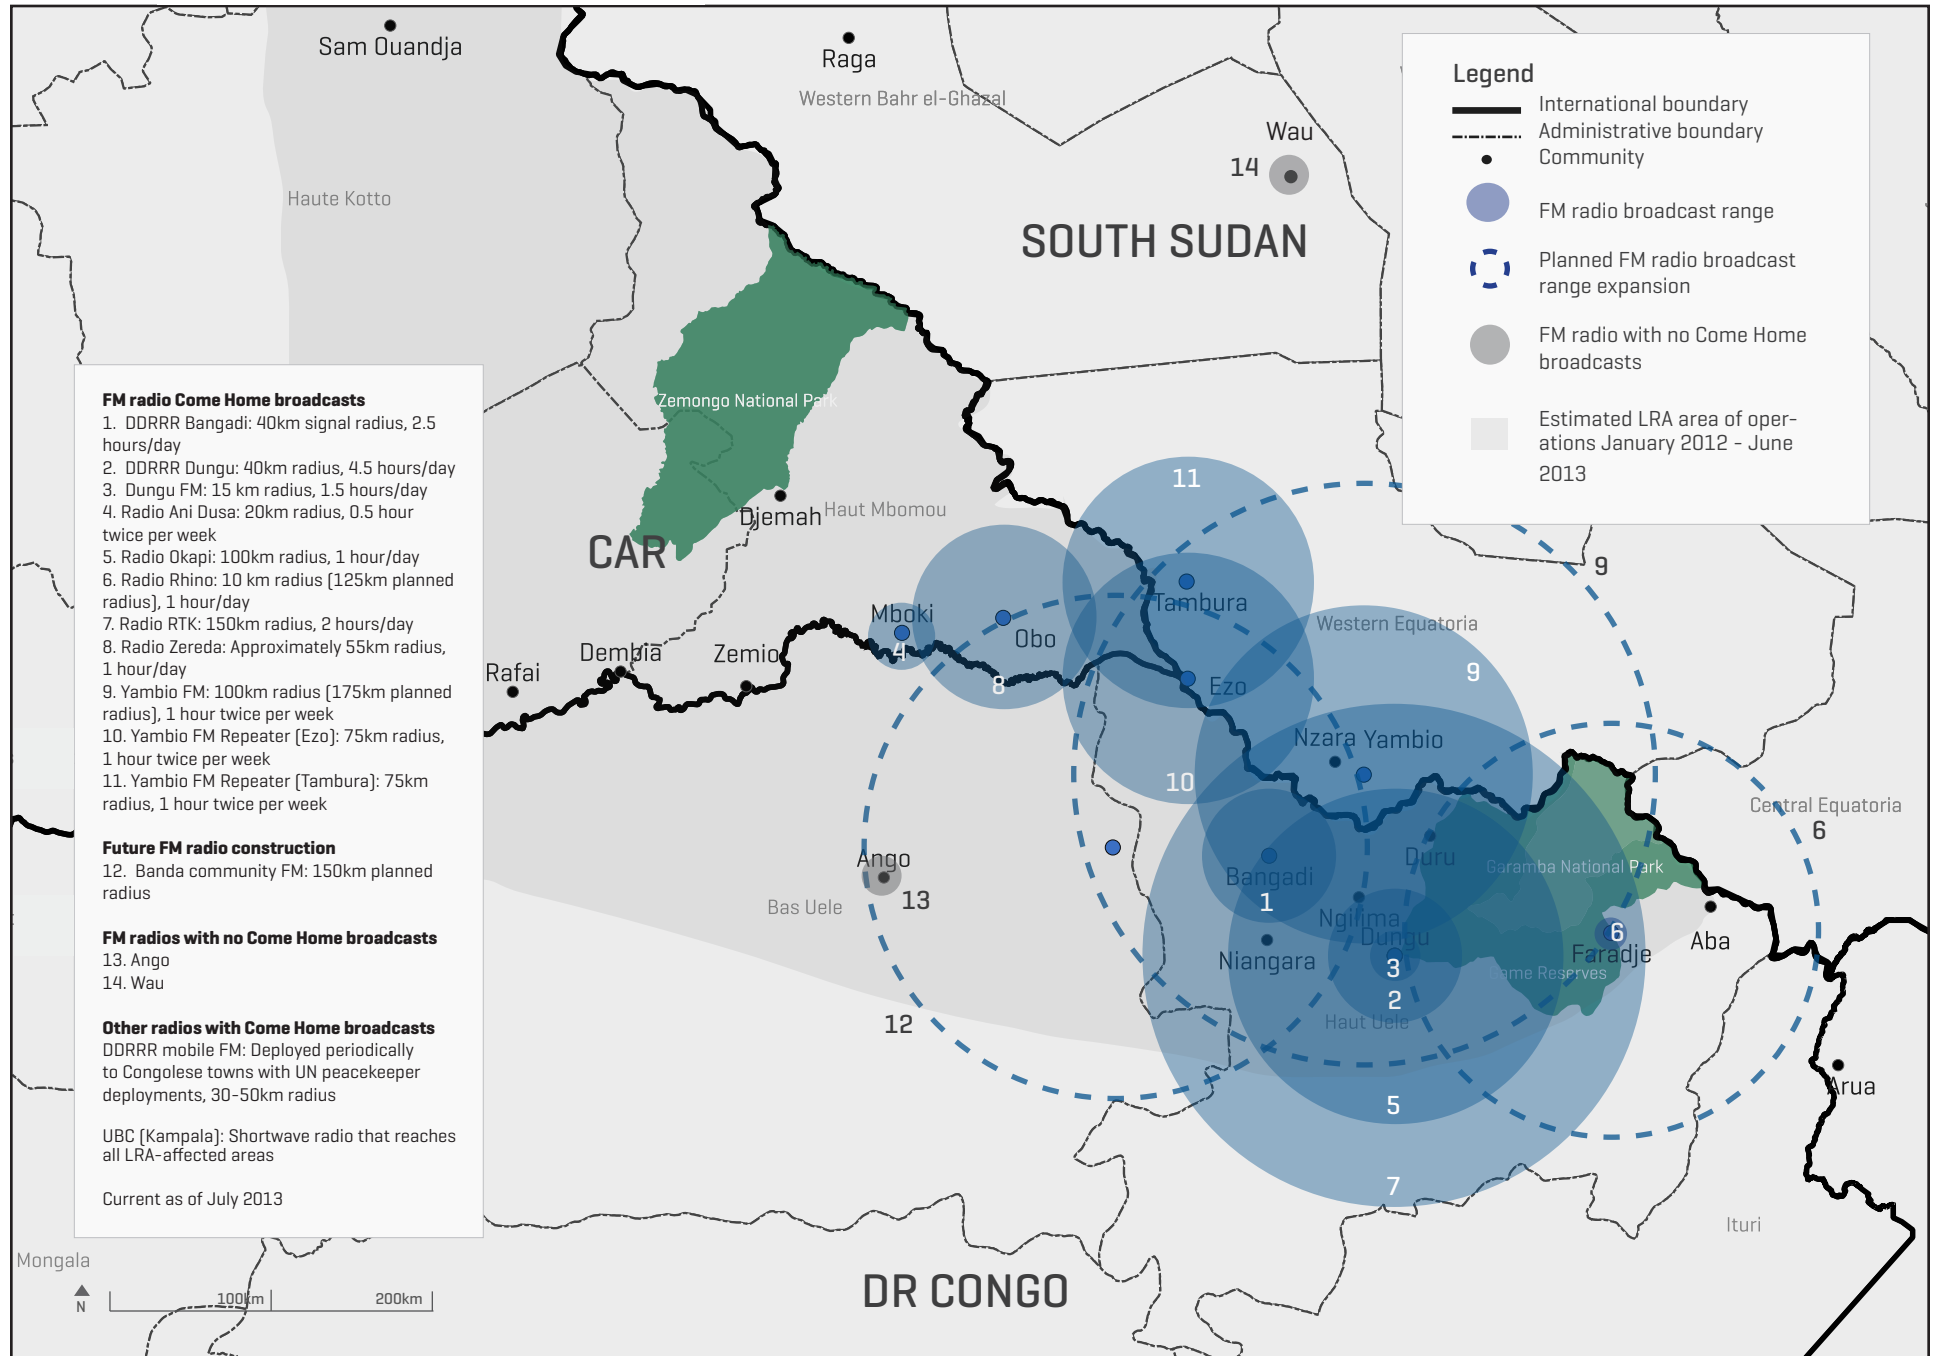 Sam Ouandja
Raga
Western Bahr el-Ghazal
Wau
14
SOUTH SUDAN
Haute Kotto
Legend
International boundary
Administrative boundary
Community
FM radio broadcast range
Planned FM radio broadcast
range expansion
FM radio with no Come Home
broadcasts
Estimated LRA area of oper-
ations January 2012 - June
2013
FM radio Come Home broadcasts
1. DDRRR Bangadi: 40km signal radius, 2.5
hours/day
2. DDRRR Dungu: 40km radius, 4.5 hours/day
3. Dungu FM: 15 km radius, 1.5 hours/day
4. Radio Ani Dusa: 20km radius, 0.5 hour
twice per week
5. Radio Okapi: 100km radius, 1 hour/day
6. Radio Rhino: 10 km radius (125km planned
radius), 1 hour/day
7. Radio RTK: 150km radius, 2 hours/day
8. Radio Zereda: Approximately 55km radius,
1 hour/day
9. Yambio FM: 100km radius (175km planned
radius), 1 hour twice per week
10. Yambio FM Repeater (Ezo): 75km radius,
1 hour twice per week
11. Yambio FM Repeater (Tambura): 75km
radius, 1 hour twice per week
Future FM radio construction
12. Banda community FM: 150km planned
radius
FM radios with no Come Home broadcasts
13. Ango
14. Wau
Other radios with Come Home broadcasts
DDRRR mobile FM: Deployed periodically
to Congolese towns with UN peacekeeper
deployments, 30-50km radius
UBC (Kampala): Shortwave radio that reaches
all LRA-affected areas
Current as of July 2013
Zemongo National Park
Djemah
Haut Mbomou
CAR
11
9
Tambura
Mboki
Obo
4
8
Western Equatoria
9
Rafai
Dembia
Zemio
Ezo
Nzara
Yambio
10
Central Equatoria
6
Ango
13
Bas Uele
Bangadi
1
Duru
Garamba National Park
Ngilima
Dungu
Niangara
3
2
6
Faradje
Aba
Game Reserves
Haut Uele
12
Arua
5
7
Ituri
Mongala
N
100km
200km
DR CONGO